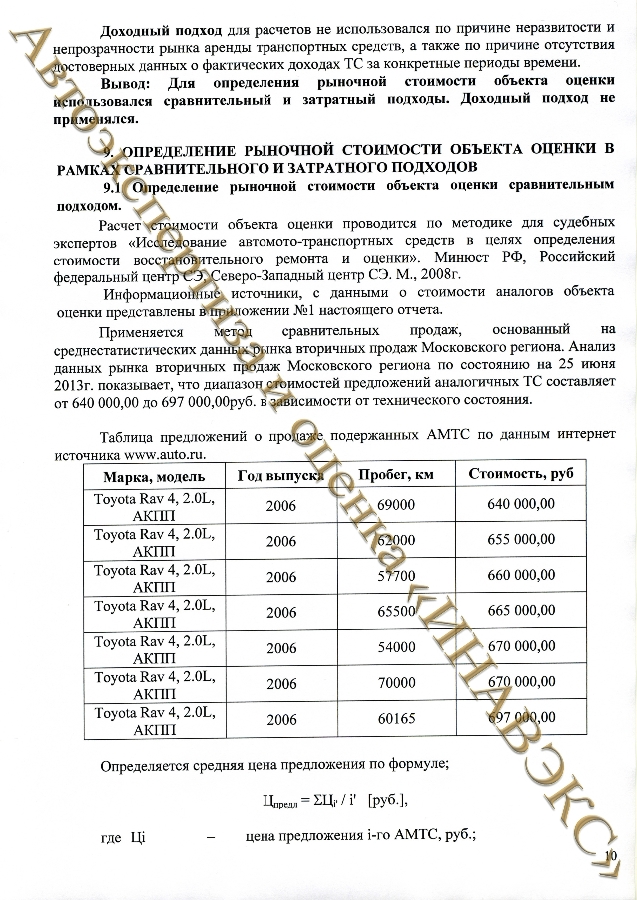 Доходный подход для расчетов не использовался по причине неразвитости и
непрозрачности рынка аренды транспортных средств, а также по причине отсутствия
достоверных данных о фактических доходах ТС за конкретные периоды времени.
Вывод: Для определения рыночной стоимости объекта оценки
использовался сравнительный и затратный подходы. Доходный подход не
применялся.
9. ОПРЕДЕЛЕНИЕ РЫНОЧНОЙ СТОИМОСТИ ОБЪЕКТА ОЦЕНКИ В
РАМКАХ СРАВНИТЕЛЬНОГО И ЗАТРАТНОГО ПОДХОДОВ
9.1 Определение рыночной стоимости объекта оценки сравнительным
подходом.
Расчет стоимости объекта оценки проводится по методике для судебных
экспертов «Исследование автомото-транспортных средств в целях определения
стоимости восстановительного ремонта и оценки». Минюст РФ, Российский
федеральный центр СЭ, Северо-Западный центр СЭ. М., 2008г.
Информационные источники, с данными о стоимости аналогов объекта
оценки представлены в приложении №1 настоящего отчета.
Применяется метод сравнительных продаж, основанный на
среднестатистических данных рынка вторичных продаж Московского региона. Анализ
данных рынка вторичных продаж Московского региона по состоянию на 25 июня
2013г. показывает, что диапазон стоимостей предложений аналогичных ТС составляет
от 640 000,00 до 697 000,00руб. в зависимости от технического состояния.
Таблица предложений о продаже подержанных АМТС по данным интернет
источника www.auto.ru.
Марка, модель Год выпуска Пробег, км Стоимость, руб
Toyota Rav 4, 2.0L, АКПП 2006 69000 640 000,00
Toyota Rav 4, 2.0L, АКПП 2006 62000 655 000,00
Toyota Rav 4, 2.0L, АКПП 2006 57700 660 000,00
Toyota Rav 4, 2.0L, АКПП 2006 65500 665 000,00
Toyota Rav 4, 2.0L, АКПП 2006 54000 670 000,00
Toyota Rav 4, 2.0L, АКПП 2006 70000 670 000,00
Toyota Rav 4, 2.0L, АКПП 2006 60165 697 000,00
Определяется средняя цена предложения по формуле;
Цпредл = ΣЦi' / i' [руб.],
где Цi – цена предложения i-го АМТС, руб.;
10
Автоэкспертиза и оценка «ИНАВЭКС»